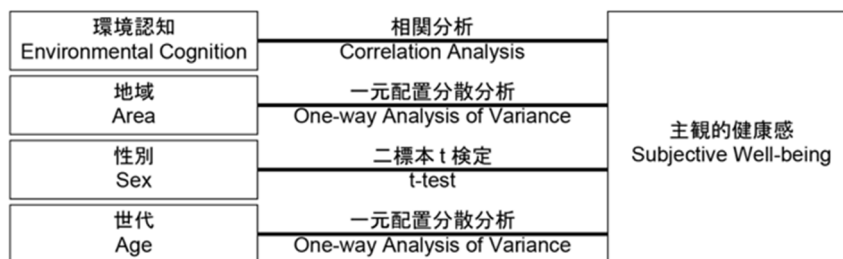 環境認知
Environmental Cognition
相関分析
Correlation Analysis
地域
Area
一元配置分散分析
One-way Analysis of Variance
性別
Sex
二標本 t 検定
t-test
世代
Age
一元配置分散分析
One-way Analysis of Variance
主観的健康感
Subjective Well-being